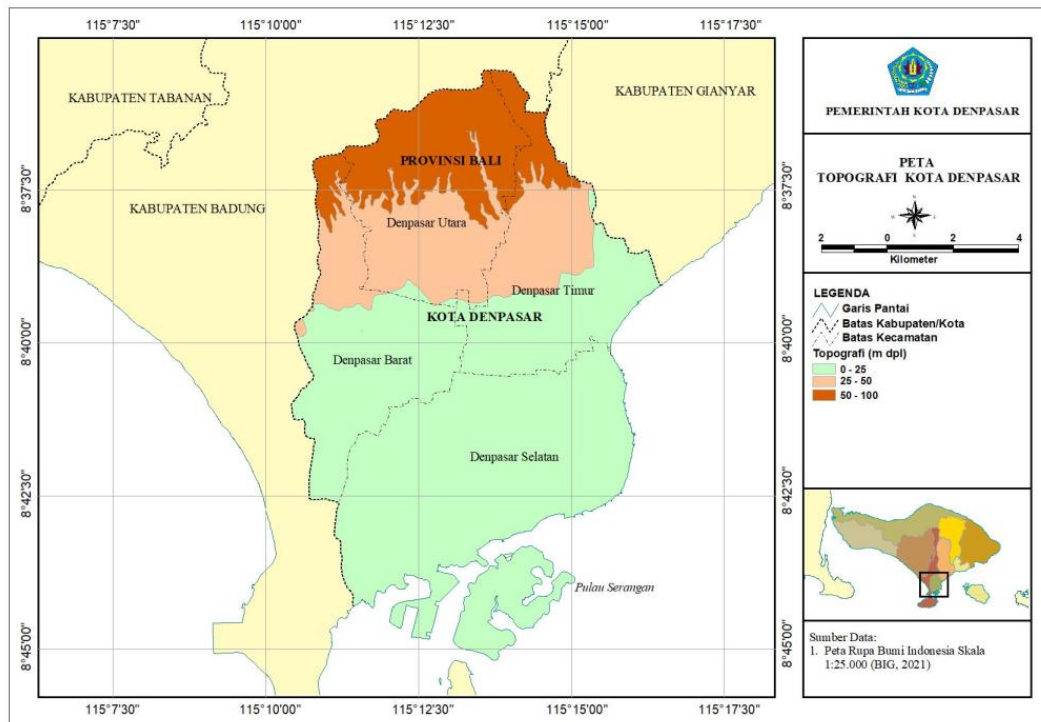 115°7'30" 115°10'00" 115°12'30" 115°15'00" 115°17'30"
8°37'30"
8°40'00"
8°42'30"
8°45'00"
KABUPATEN TABANAN
KABUPATEN GIANYAR
PROVINSI BALI
KABUPATEN BADUNG
Denpasar Utara
Denpasar Timur
KOTA DENPASAR
Denpasar Barat
Denpasar Selatan
Pulau Serangan
8°37'30"
8°40'00"
8°42'30"
8°45'00"
115°7'30" 115°10'00" 115°12'30" 115°15'00" 115°17'30"
PEMERINTAH KOTA DENPASAR
PETA
TOPOGRAFI KOTA DENPASAR
2 0 2 4
Kilometer
LEGENDA
Garis Pantai
Batas Kabupaten/Kota
Batas Kecamatan
Topografi (m dpl)
0 - 25
25 - 50
50 - 100
Sumber Data:
1. Peta Rupa Bumi Indonesia Skala
1:25.000 (BIG, 2021)